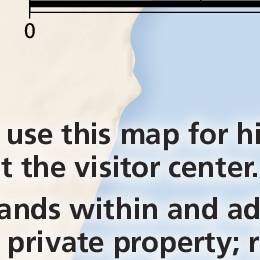 0
use this map for hi
t the visitor center.
ands within and ad
private property; r